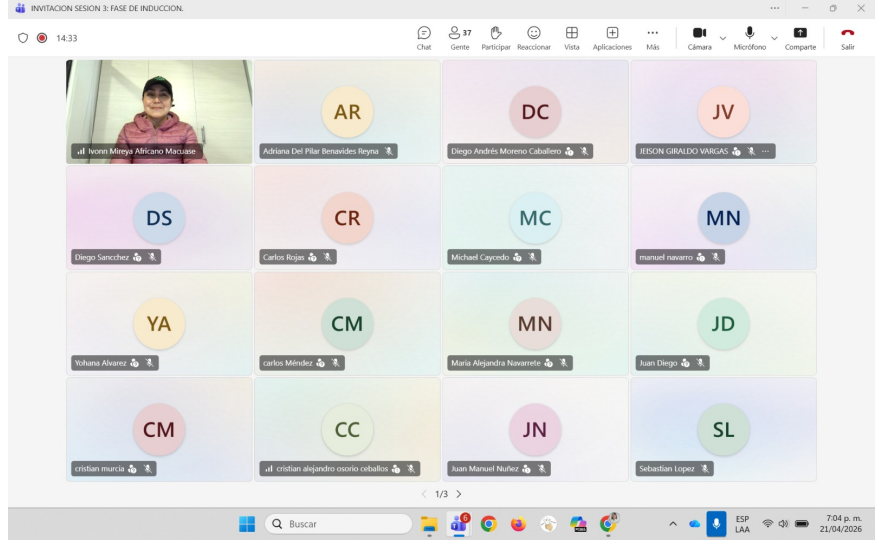 INVITACION SESION 3: FASE DE INDUCCION.
14:33
Chat
37
Gente
Participar
Reaccionar
Vista
Aplicaciones
Más
Cámara
Micrófono
Comparte
Salir
Ivonn Mireya Africano Macuase
AR
Adriana Del Pilar Benavides Reyna
DC
Diego Andrés Moreno Caballero
JV
JEISON GIRALDO VARGAS
DS
Diego Sancchez
CR
Carlos Rojas
MC
Michael Caycedo
MN
manuel navarro
YA
Yohana Alvarez
CM
carlos Méndez
MN
María Alejandra Navarrete
JD
Juan Diego
CM
cristian murcia
CC
cristian alejandro osorio ceballos
JN
Juan Manuel Nuñez
SL
Sebastian Lopez
1/3
Buscar
6
ESP
LAA
7:04 p. m.
21/04/2026